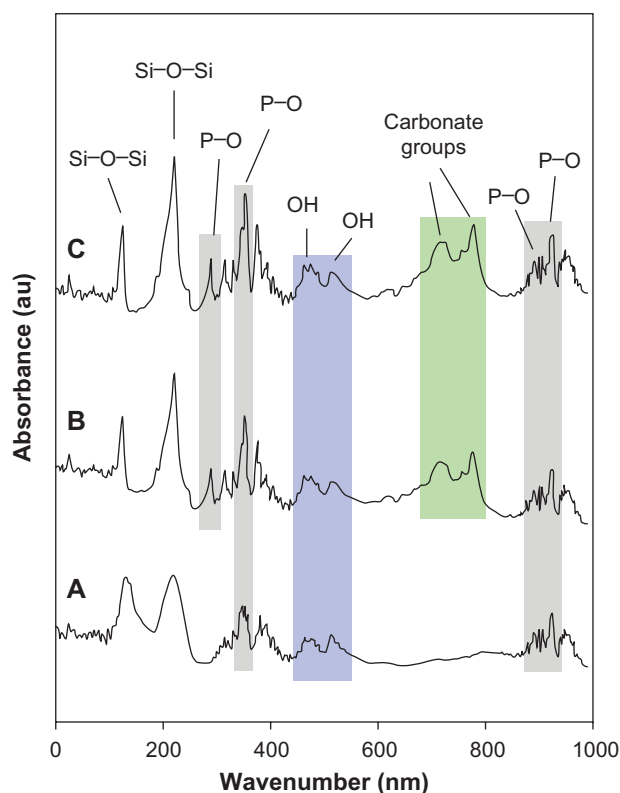 Si–O–Si
Si–O–Si
P–O
P–O
Carbonate
groups
P–O
P–O
OH
OH
C
B
A
Absorbance (au)
0 200 400 600 800 1000
Wavenumber (nm)